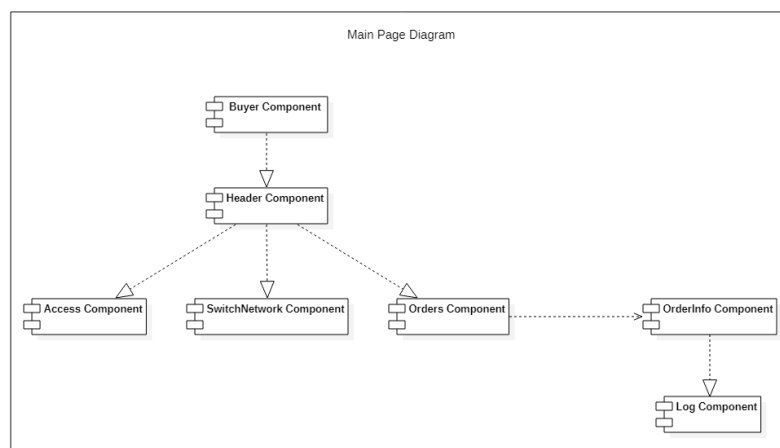 Main Page Diagram
Buyer Component
Header Component
Access Component
SwitchNetwork Component
Orders Component
OrderInfo Component
Log Component